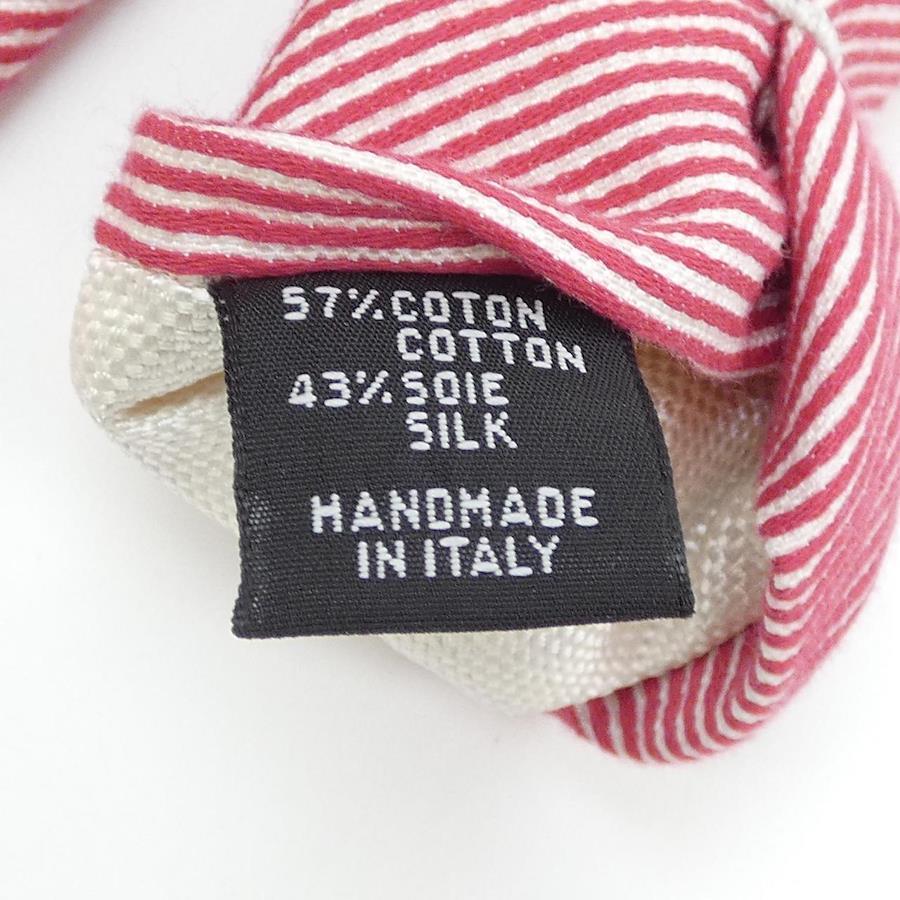 57% COTON
COTTON
43% SOIE
SILK
HANDMADE
IN ITALY